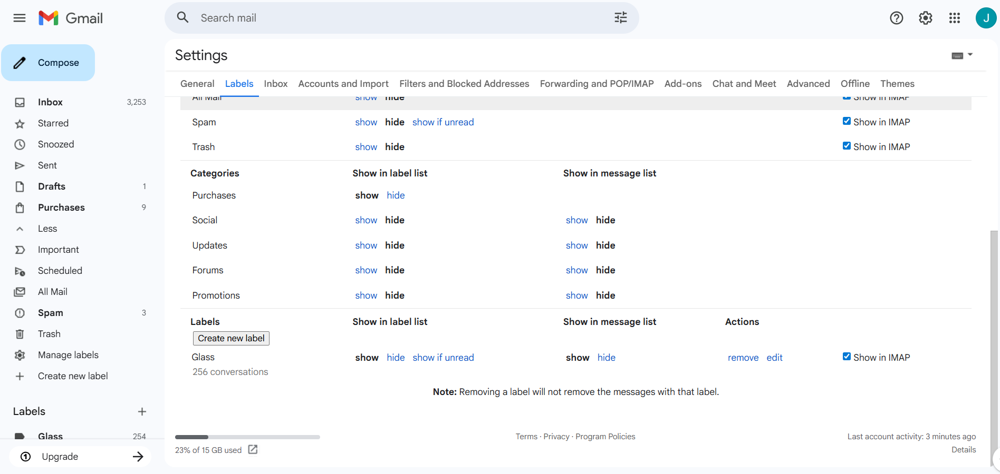 Gmail
Search mail
J
Compose
Settings
General Labels Inbox Accounts and Import Filters and Blocked Addresses Forwarding and POP/IMAP Add-ons Chat and Meet Advanced Offline Themes
Inbox 3,253
Starred
Snoozed
Sent
Drafts 1
Purchases 9
Less
Important
Scheduled
All Mail
Spam 3
Trash
Manage labels
Create new label
Labels
Glass 254
1 Upgrade
All Mail show hide Show in IMAP
Spam show hide show if unread Show in IMAP
Trash show hide Show in IMAP
Categories Show in label list Show in message list
Purchases show hide
Social show hide show hide
Updates show hide show hide
Forums show hide show hide
Promotions show hide show hide
Labels Show in label list Show in message list Actions
Create new label
Glass show hide show if unread show hide remove edit Show in IMAP
256 conversations
Note: Removing a label will not remove the messages with that label.
Terms · Privacy · Program Policies Last account activity: 3 minutes ago
23% of 15 GB used Details